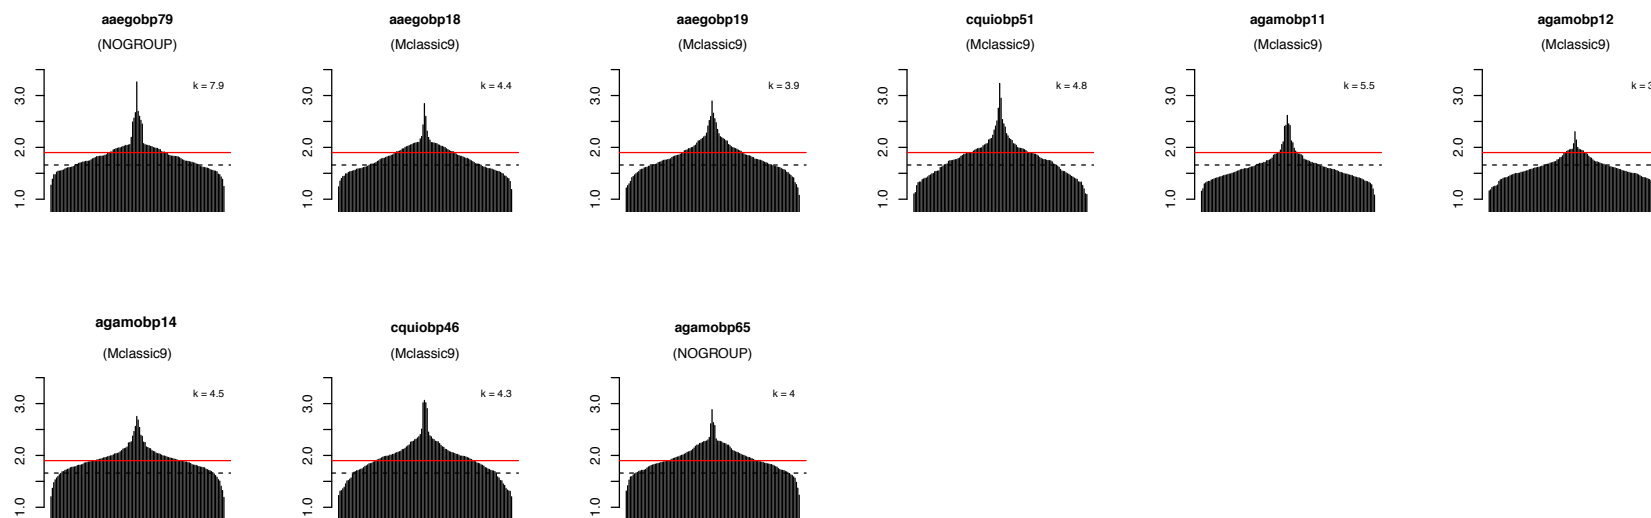 aaegobp79
(NOGROUP)
k = 7.9
3.0
2.0
1.0
aaegobp18
(Mclassic9)
k = 4.4
3.0
2.0
1.0
aaegobp19
(Mclassic9)
k = 3.9
3.0
2.0
1.0
cquiobp51
(Mclassic9)
k = 4.8
3.0
2.0
1.0
agamobp11
(Mclassic9)
k = 5.5
3.0
2.0
1.0
agamobp12
(Mclassic9)
k =
3.0
2.0
1.0
agamobp14
(Mclassic9)
k = 4.5
3.0
2.0
1.0
cquiobp46
(Mclassic9)
k = 4.3
3.0
2.0
1.0
agamobp65
(NOGROUP)
k = 4
3.0
2.0
1.0